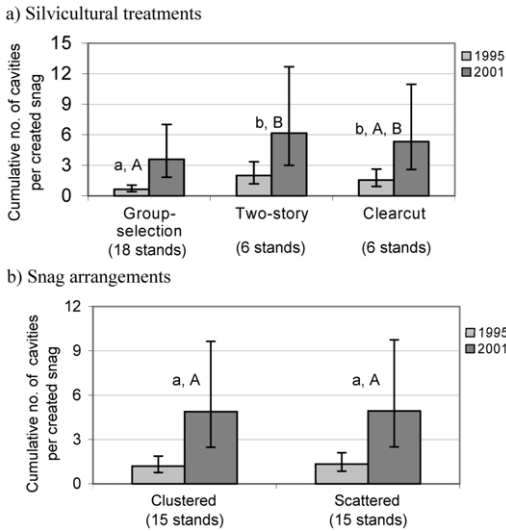 a) Silvicultural treatments
Cumulative no. of cavities
per created snag
15
12
9
6
3
0
a, A
b, B
b, A, B
1995
2001
Group-
selection
(18 stands)
Two-story
(6 stands)
Clearcut
(6 stands)
b) Snag arrangements
Cumulative no. of cavities
per created snag
12
9
6
3
0
a, A
a, A
1995
2001
Clustered
(15 stands)
Scattered
(15 stands)